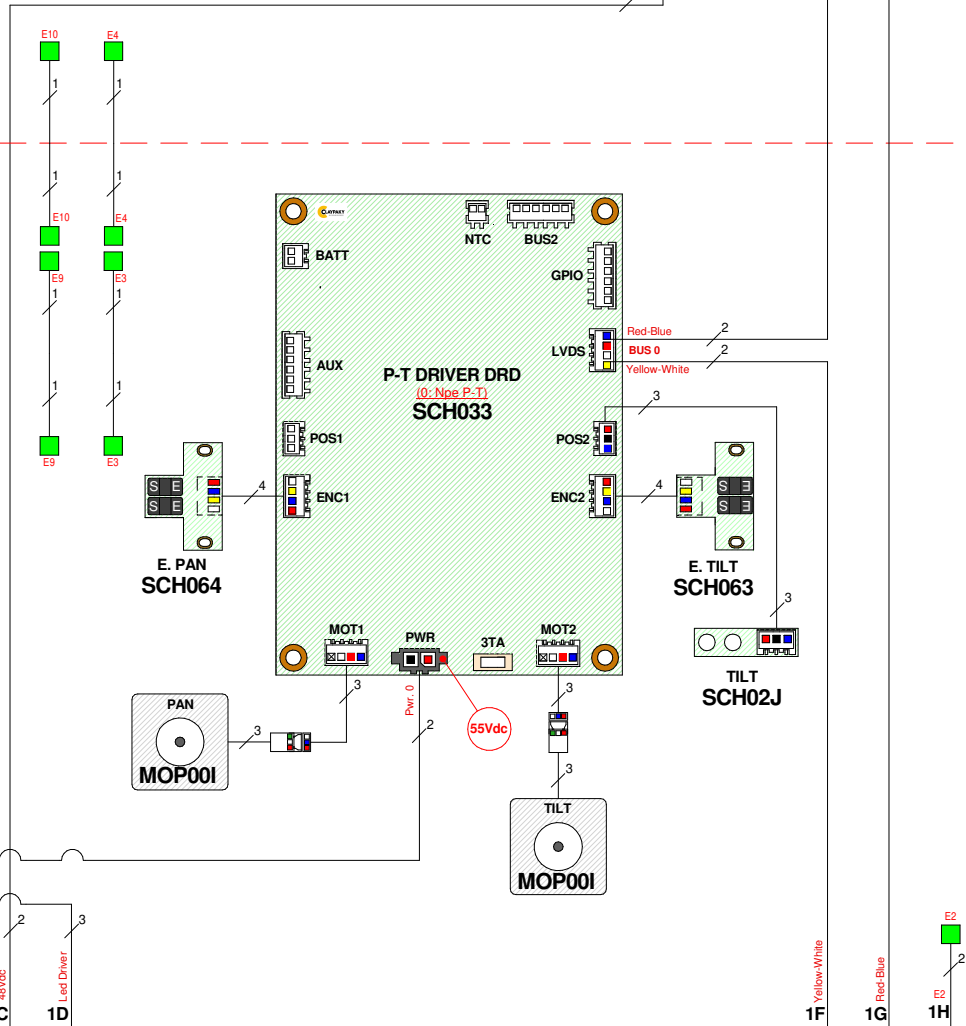 E10
E4
1
1
1
1
E10
E4
E9
E3
1
1
1
1
E9
E3
CLAYPAKY
NTC
BUS2
BATT
GPIO
Red-Blue
2
LVDS
BUS 0
2
Yellow-White
AUX
P-T DRIVER DRD
(0: Npe P-T)
SCH033
3
POS1
POS2
4
ENC1
ENC2
4
S E
S E
S E
S E
E. PAN
SCH064
E. TILT
SCH063
3
MOT1
PWR
3TA
MOT2
TILT
SCH02J
3
Pwr. 0
3
PAN
2
55Vdc
3
MOP00I
3
TILT
MOP00I
2
3
E2
2
48Vdc
Led Driver
Yellow-White
Red-Blue
E2
C
1D
1F
1G
1H